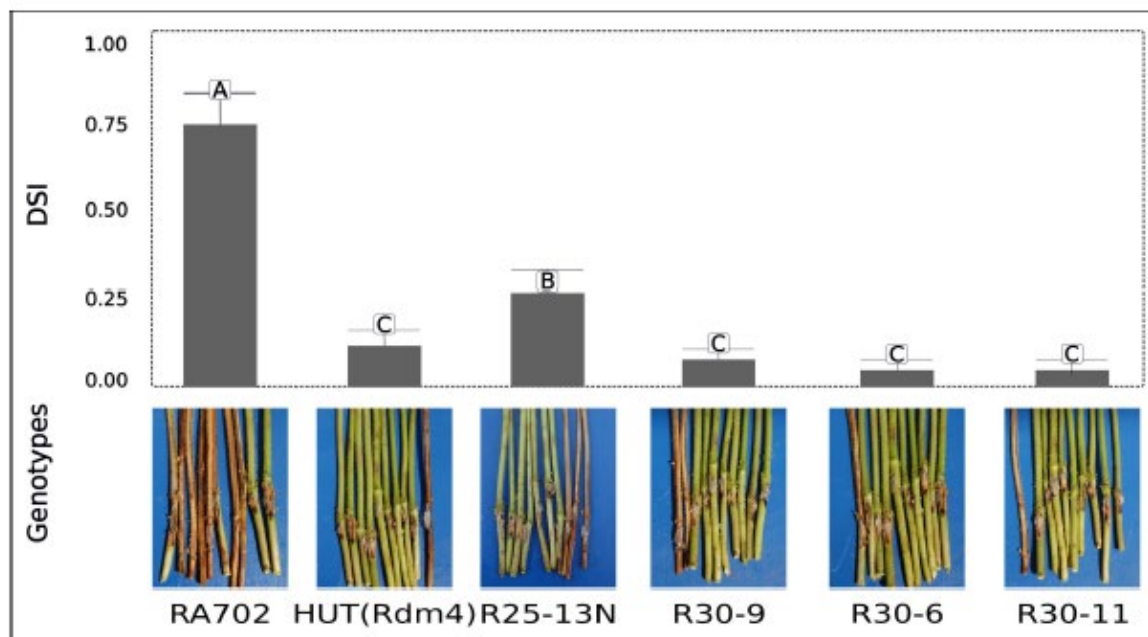 1.00
A
0.75
DSI
0.50
B
0.25
C
C
C
C
0.00
Genotypes
RA702 HUT(Rdm4) R25-13N R30-9 R30-6 R30-11